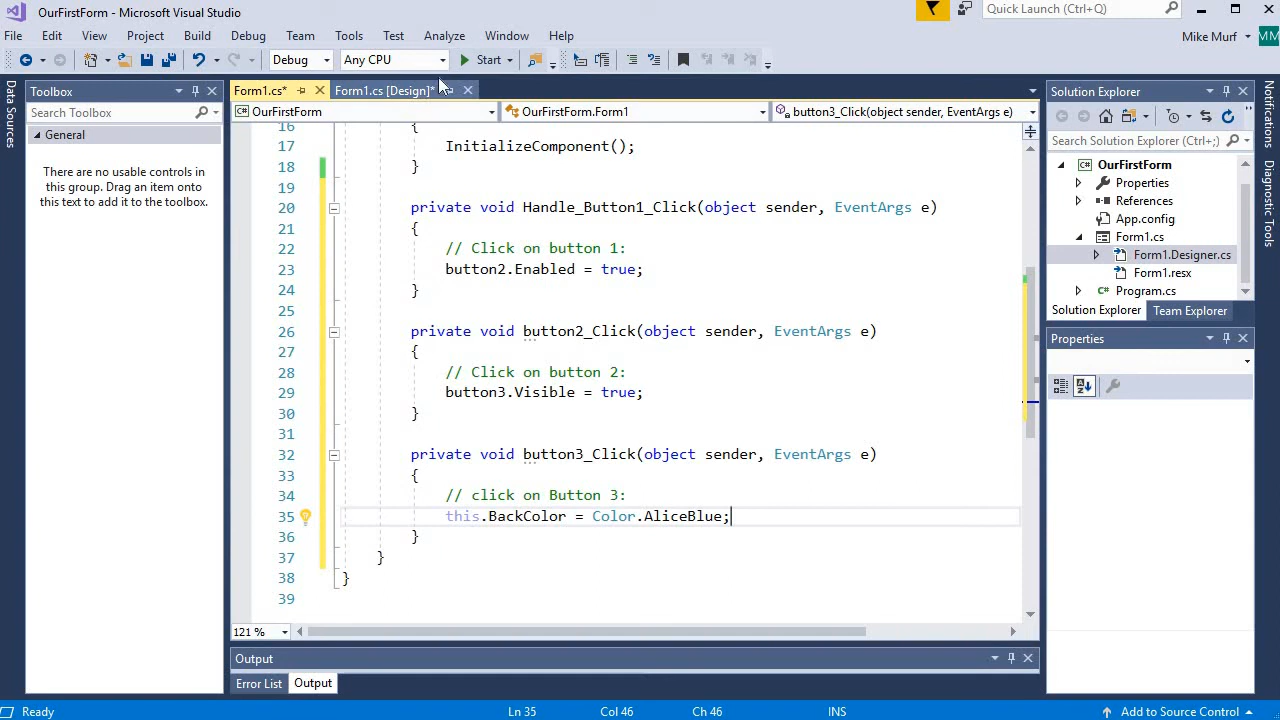 OurFirstForm - Microsoft Visual Studio
Quick Launch (Ctrl+Q)
File Edit View Project Build Debug Team Tools Test Analyze Window Help
Mike Murf MM
Debug Any CPU Start
Data Sources
Toolbox
Search Toolbox
General
There are no usable controls in
this group. Drag an item onto
this text to add it to the toolbox.
Form1.cs* Form1.cs [Design]*
OurFirstForm OurFirstForm.Form1 button3_Click(object sender, EventArgs e)
16 {
17 InitializeComponent();
18 }
19
20 private void Handle_Button1_Click(object sender, EventArgs e)
21 {
22 // Click on button 1:
23 button2.Enabled = true;
24 }
25
26 private void button2_Click(object sender, EventArgs e)
27 {
28 // Click on button 2:
29 button3.Visible = true;
30 }
31
32 private void button3_Click(object sender, EventArgs e)
33 {
34 // click on Button 3:
35 this.BackColor = Color.AliceBlue;
36 }
37 }
38 }
39
121 %
Output
Error List Output
Solution Explorer
Search Solution Explorer (Ctrl+;)
C# OurFirstForm
Properties
References
App.config
Form1.cs
Form1.Designer.cs
Form1.resx
C# Program.cs
Solution Explorer Team Explorer
Properties
Notifications
Diagnostic Tools
Ready Ln 35 Col 46 Ch 46 INS Add to Source Control